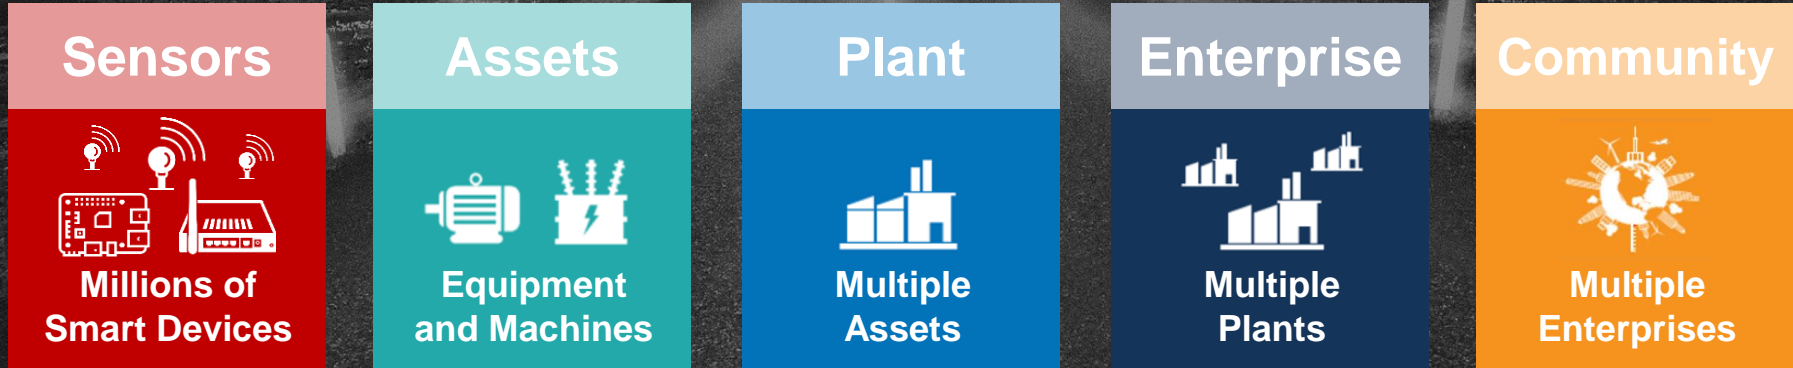 Sensors
Millions of
Smart Devices
Assets
Equipment
and Machines
Plant
Multiple
Assets
Enterprise
Multiple
Plants
Community
Multiple
Enterprises